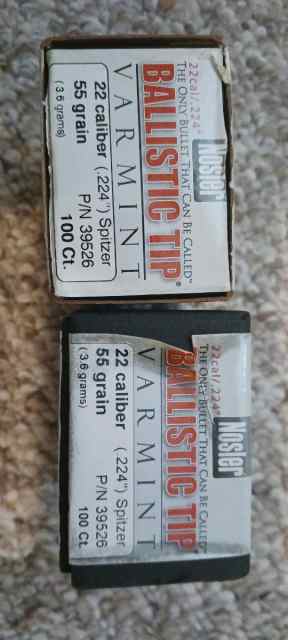 22cal/.224"
Nosler
THE ONLY BULLET THAT CAN BE CALLED™
BALLISTIC TIP®
VARMINT
22 caliber (.224") Spitzer
55 grain P/N 39526
(3.6 grams) 100 Ct.
22cal/.224"
Nosler
THE ONLY BULLET THAT CAN BE CALLED™
BALLISTIC TIP
VARMINT
22 caliber (.224") Spitzer
55 grain P/N 39526
(3.6 grams) 100 Ct.